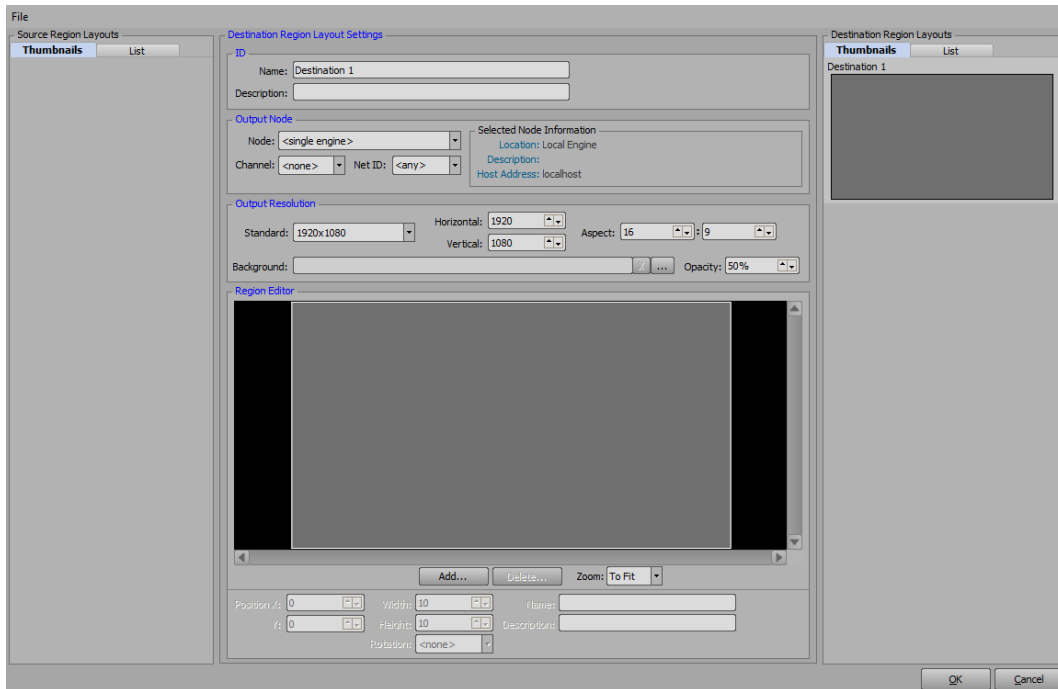 File
Source Region Layouts
Thumbnails List
Destination Region Layout Settings
ID
Name: Destination 1
Description:
Output Node
Node: <single engine>
Channel: <none> Net ID: <any>
Selected Node Information
Location: Local Engine
Description:
Host Address: localhost
Output Resolution
Standard: 1920x1080
Horizontal: 1920
Vertical: 1080
Aspect: 16 : 9
Background: X ... Opacity: 50%
Region Editor
Add... Delete... Zoom: To Fit
Position X: 0 Width: 10 Name:
Y: 0 Height: 10 Description:
Rotation: <none>
Destination Region Layouts
Thumbnails List
Destination 1
OK Cancel